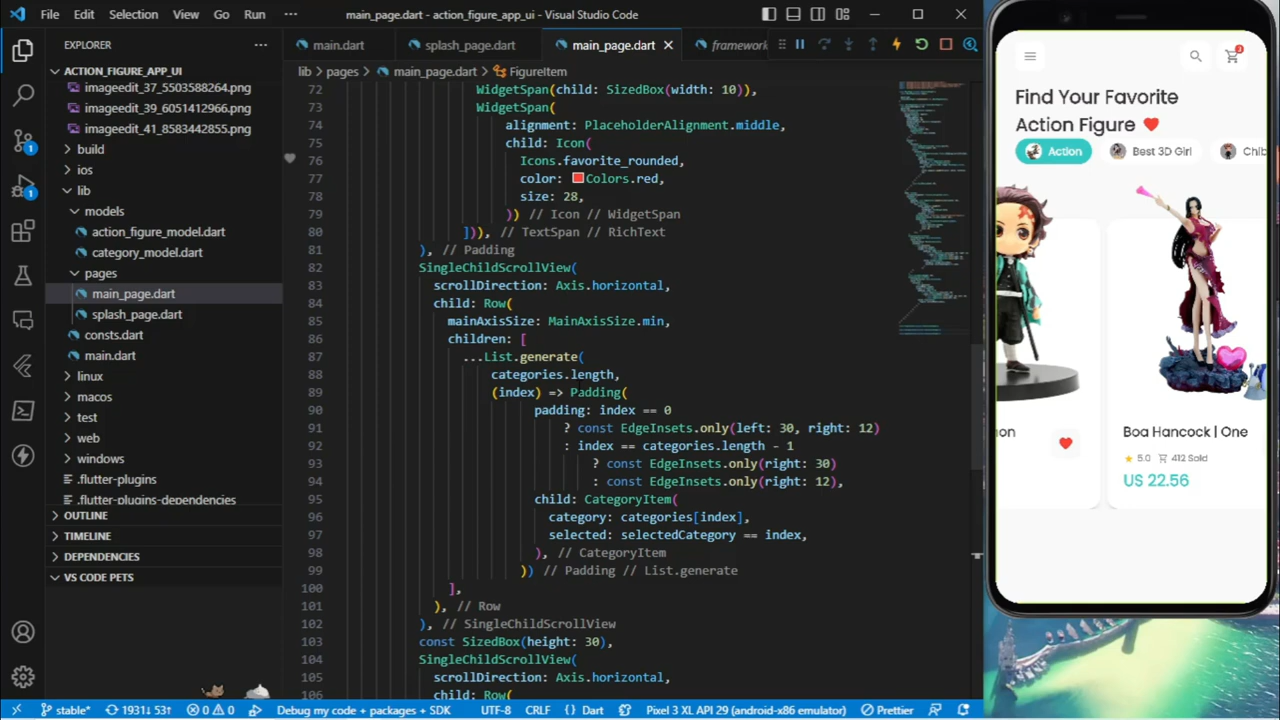 File Edit Selection View Go Run ··· main_page.dart - action_figure_app_ui - Visual Studio Code
EXPLORER ···
main.dart splash_page.dart main_page.dart framework
lib > pages > main_page.dart > FigureItem
ACTION_FIGURE_APP_UI
imageedit_37_5503588264.png
imageedit_39_6051412966.png
imageedit_41_8583442855.png
build
ios
lib
models
action_figure_model.dart
category_model.dart
pages
main_page.dart
splash_page.dart
consts.dart
main.dart
linux
macos
test
web
windows
.flutter-plugins
.flutter-plugins-dependencies
OUTLINE
TIMELINE
DEPENDENCIES
VS CODE PETS
1
1
72 WidgetSpan(child: SizedBox(width: 10)),
73 WidgetSpan(
74 alignment: PlaceholderAlignment.middle,
75 child: Icon(
76 Icons.favorite_rounded,
77 color: Colors.red,
78 size: 28,
79 )) // Icon // WidgetSpan
80 ])), // TextSpan // RichText
81 ), // Padding
82 SingleChildScrollView(
83 scrollDirection: Axis.horizontal,
84 child: Row(
85 mainAxisSize: MainAxisSize.min,
86 children: [
87 ...List.generate(
88 categories.length,
89 (index) => Padding(
90 padding: index == 0
91 ? const EdgeInsets.only(left: 30, right: 12)
92 : index == categories.length - 1
93 ? const EdgeInsets.only(right: 30)
94 : const EdgeInsets.only(right: 12),
95 child: CategoryItem(
96 category: categories[index],
97 selected: selectedCategory == index,
98 ), // CategoryItem
99 )) // Padding // List.generate
100 ],
101 ), // Row
102 ), // SingleChildScrollView
103 const SizedBox(height: 30),
104 SingleChildScrollView(
105 scrollDirection: Axis.horizontal,
106 child: Row(
Find Your Favorite
Action Figure
Action Best 3D Girl Chib
on
Boa Hancock | One
5.0 412 Sold
US 22.56
stable* 1931↓ 53↑ 0 0 Debug my code + packages + SDK UTF-8 CRLF {} Dart Pixel 3 XL API 29 (android-x86 emulator) Prettier